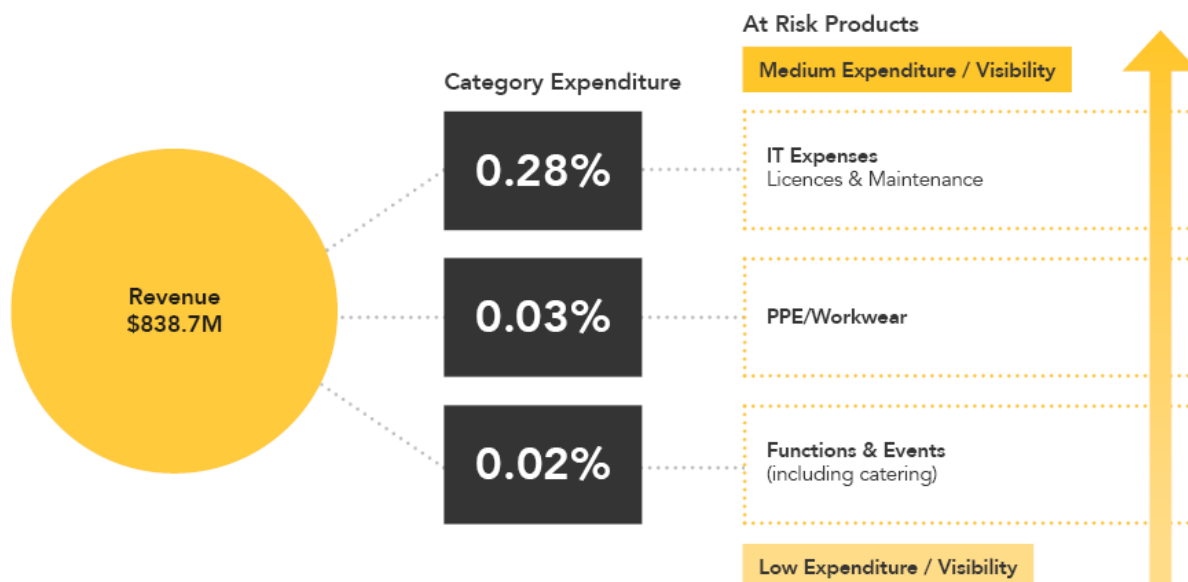 At Risk Products
Medium Expenditure / Visibility
Category Expenditure
0.28%
IT Expenses
Licences & Maintenance
Revenue
$838.7M
0.03%
PPE/Workwear
0.02%
Functions & Events
(including catering)
Low Expenditure / Visibility